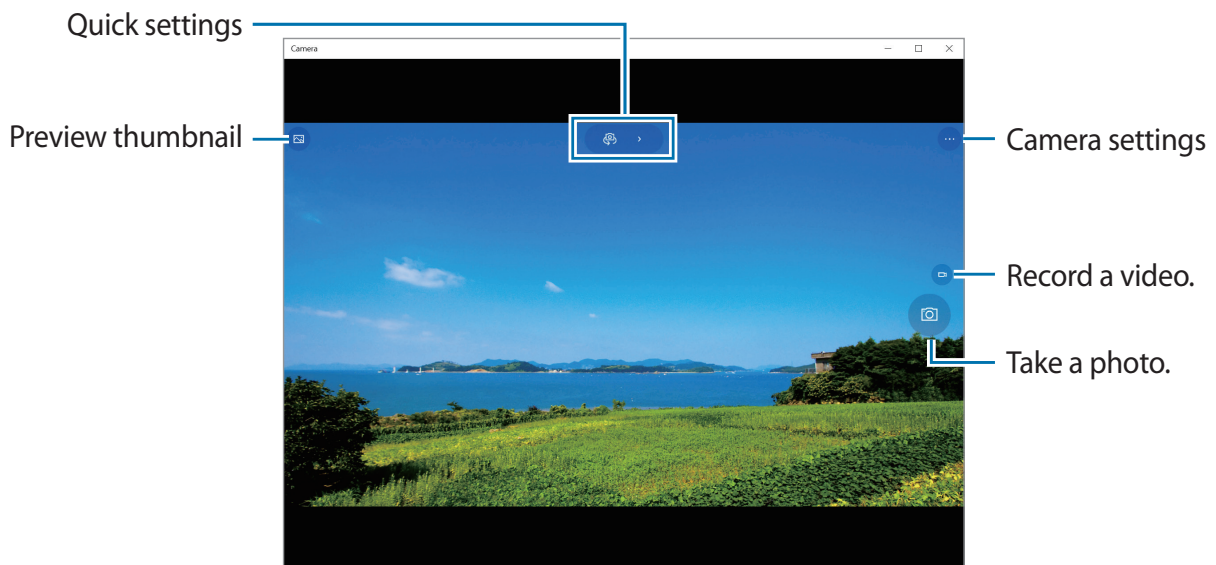 Quick settings
Camera
Preview thumbnail
Camera settings
Record a video.
Take a photo.